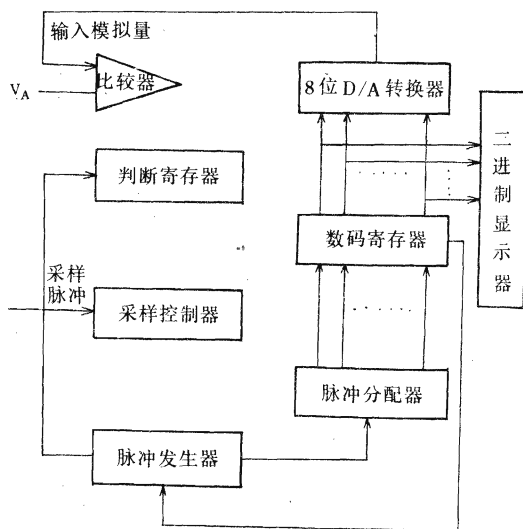 输入模拟量
比较器
V_A
8位D/A转换器
二进制显示器
判断寄存器
数码寄存器
采样
脉冲
采样控制器
脉冲分配器
脉冲发生器